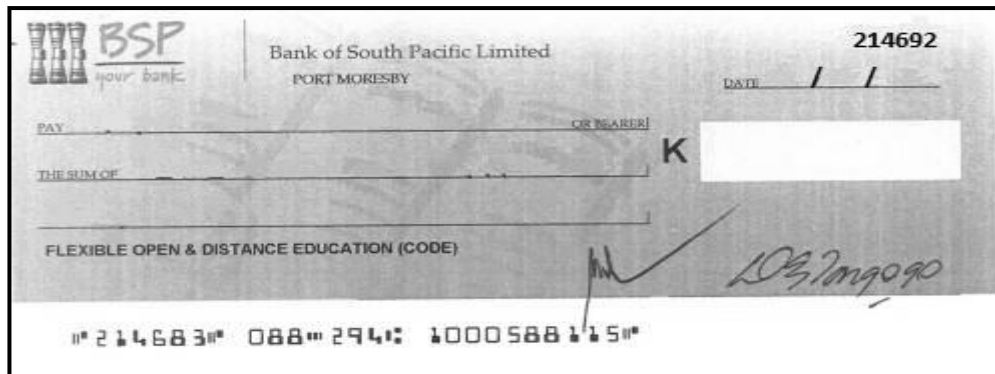 BSP
your bank
Bank of South Pacific Limited
PORT MORESBY
214692
DATE / /
PAY OR BEARER
K
THE SUM OF
FLEXIBLE OPEN & DISTANCE EDUCATION (CODE)
⑈214683⑈ 088⑉294⑆ 1000588115⑈